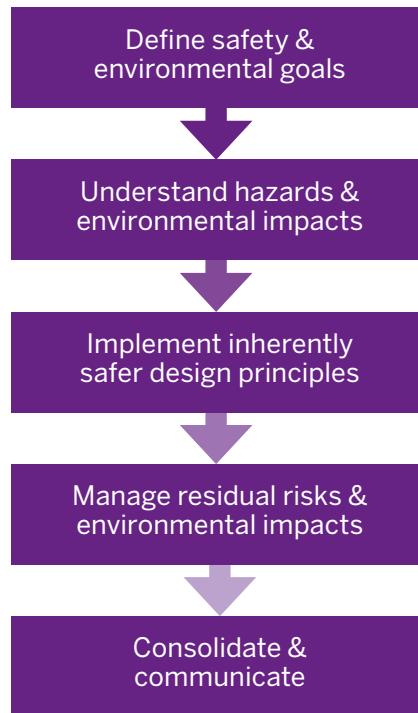 Define safety &
environmental goals
Understand hazards &
environmental impacts
Implement inherently
safer design principles
Manage residual risks &
environmental impacts
Consolidate &
communicate